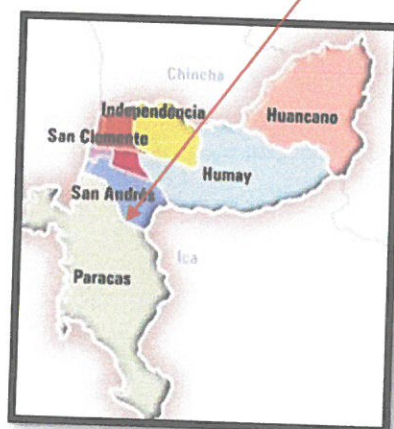 Chincha
Independencia
Huancano
San Clemente
Humay
San Andrés
Ica
Paracas